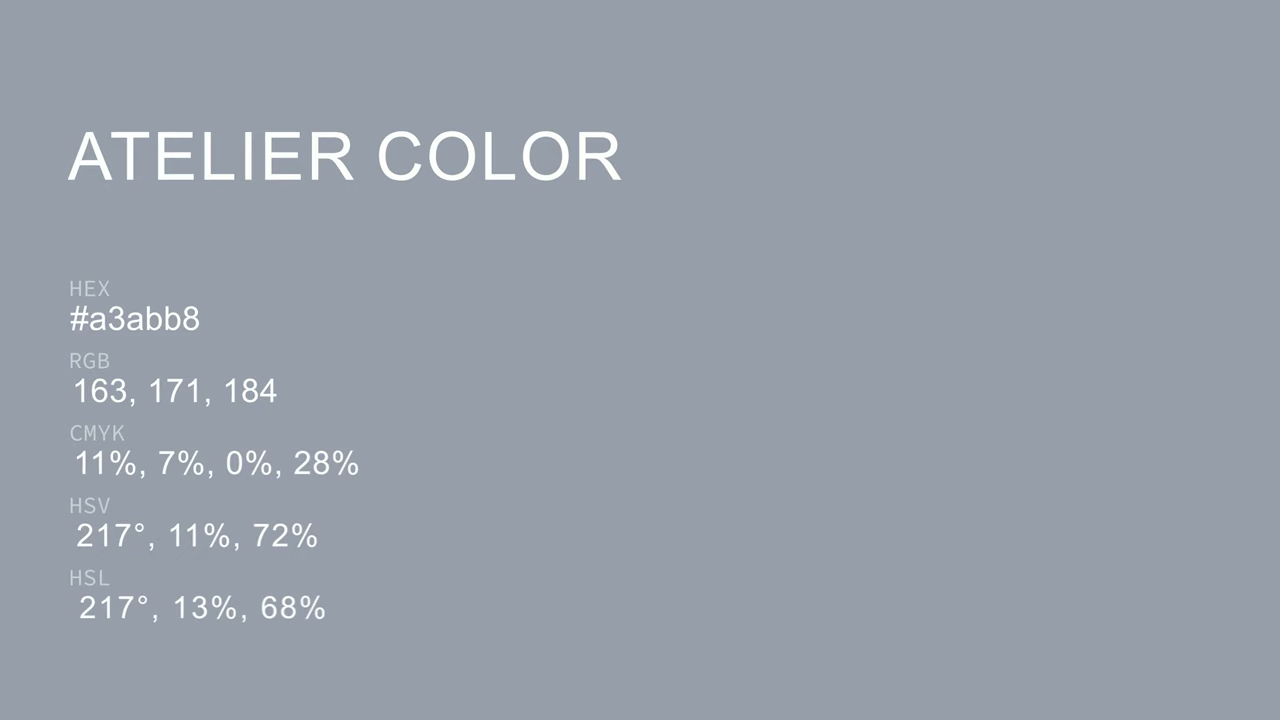 ATELIER COLOR
HEX
#a3abb8
RGB
163, 171, 184
CMYK
11%, 7%, 0%, 28%
HSV
217°, 11%, 72%
HSL
217°, 13%, 68%